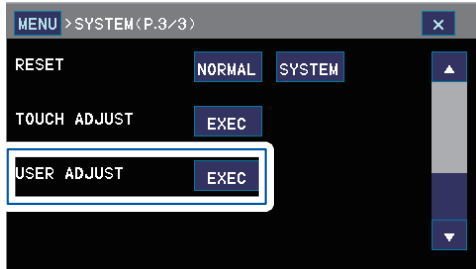 MENU >SYSTEM(P.3/3) ×
RESET NORMAL SYSTEM ▲
TOUCH ADJUST EXEC
USER ADJUST EXEC
▼